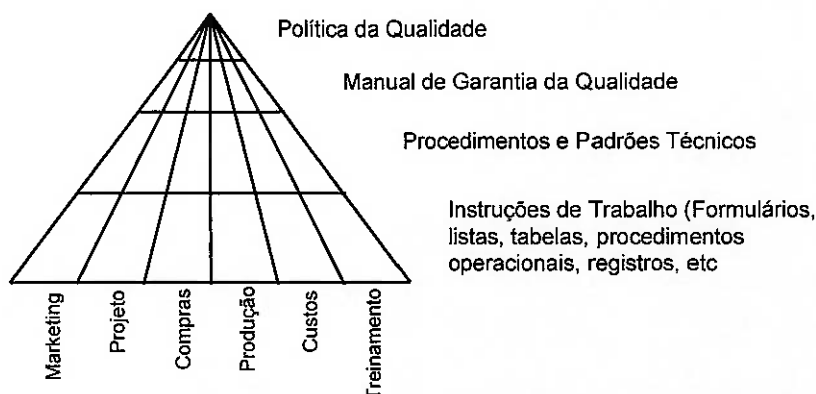 Política da Qualidade
Manual de Garantia da Qualidade
Procedimentos e Padrões Técnicos
Instruções de Trabalho (Formulários,
listas, tabelas, procedimentos
operacionais, registros, etc
Marketing
Projeto
Compras
Produção
Custos
Treinamento